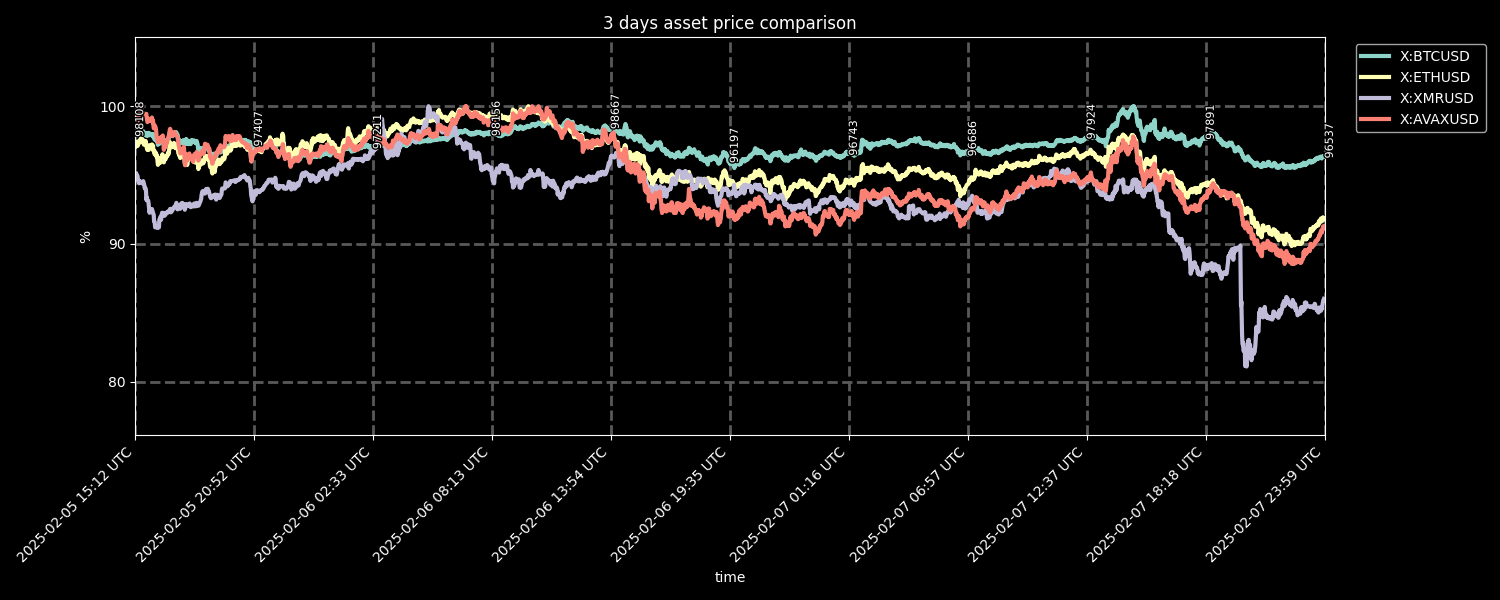 3 days asset price comparison
X:BTCUSD
X:ETHUSD
X:XMRUSD
X:AVAXUSD
100
90
80
%
98108
97407
97211
98156
98667
96197
96743
96686
97924
97891
96537
2025-02-05 15:12 UTC
2025-02-05 20:52 UTC
2025-02-06 02:33 UTC
2025-02-06 08:13 UTC
2025-02-06 13:54 UTC
2025-02-06 19:35 UTC
2025-02-07 01:16 UTC
2025-02-07 06:57 UTC
2025-02-07 12:37 UTC
2025-02-07 18:18 UTC
2025-02-07 23:59 UTC
time